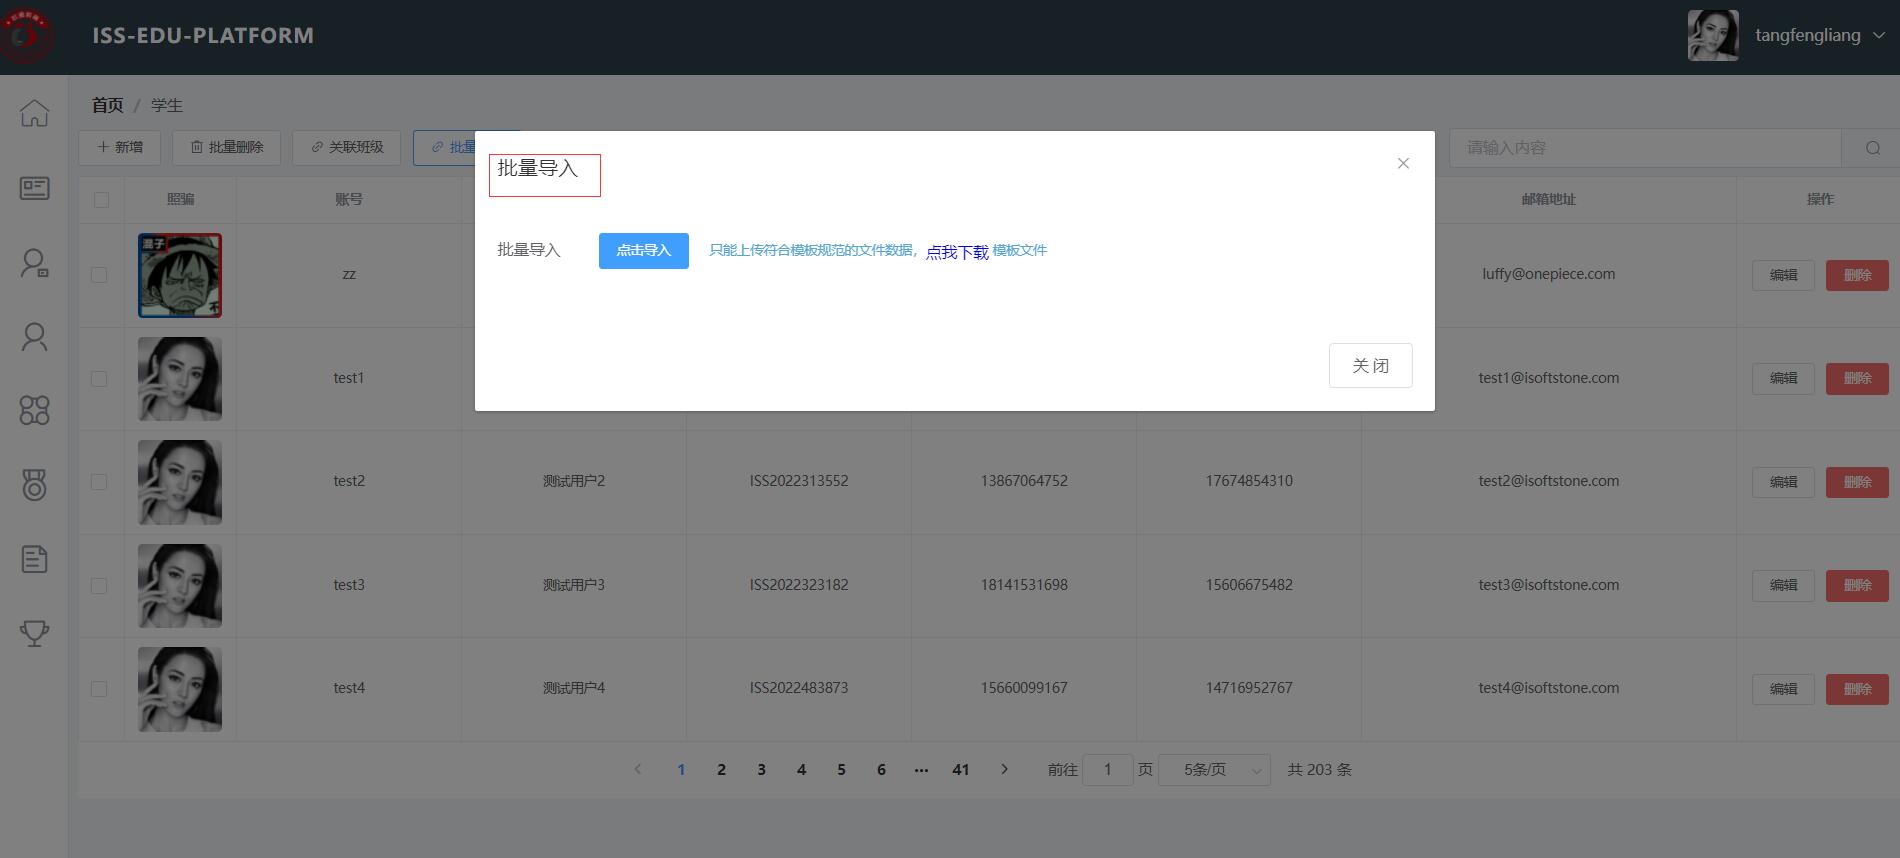 ISS-EDU-PLATFORM
tangfengliang
首页 / 学生
新增
批量删除
关联班级
批量
请输入内容
批量导入
批量导入
点击导入
只能上传符合模板规范的文件数据，点我下载 模板文件
关 闭
照骗 账号 邮箱地址 操作
混子
zz luffy@onepiece.com 编辑 删除
test1 test1@isoftstone.com 编辑 删除
test2 测试用户2 ISS2022313552 13867064752 17674854310 test2@isoftstone.com 编辑 删除
test3 测试用户3 ISS2022323182 18141531698 15606675482 test3@isoftstone.com 编辑 删除
test4 测试用户4 ISS2022483873 15660099167 14716952767 test4@isoftstone.com 编辑 删除
1 2 3 4 5 6 ··· 41 前往 1 页 5条/页 共 203 条